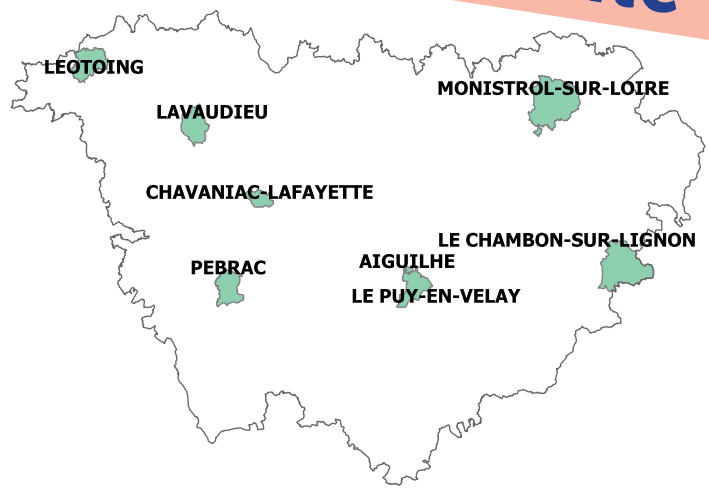 LEOTOING
MONISTROL-SUR-LOIRE
LAVAUDIEU
CHAVANIAC-LAFAYETTE
LE CHAMBON-SUR-LIGNON
AIGUILHE
PEBRAC
LE PUY-EN-VELAY